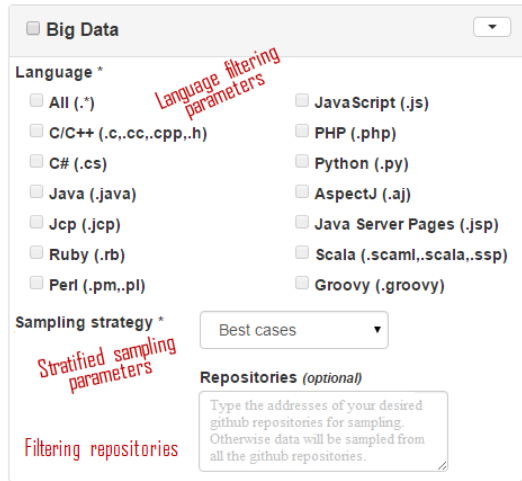 Big Data
Language *
Language filtering
parameters
All (.*)
JavaScript (.js)
C/C++ (.c,.cc,.cpp,.h)
PHP (.php)
C# (.cs)
Python (.py)
Java (.java)
AspectJ (.aj)
Jcp (.jcp)
Java Server Pages (.jsp)
Ruby (.rb)
Scala (.scaml,.scala,.ssp)
Perl (.pm,.pl)
Groovy (.groovy)
Sampling strategy *
Best cases
Stratified sampling
parameters
Repositories (optional)
Type the addresses of your desired
github repositories for sampling.
Otherwise data will be sampled from
all the github repositories.
Filtering repositories